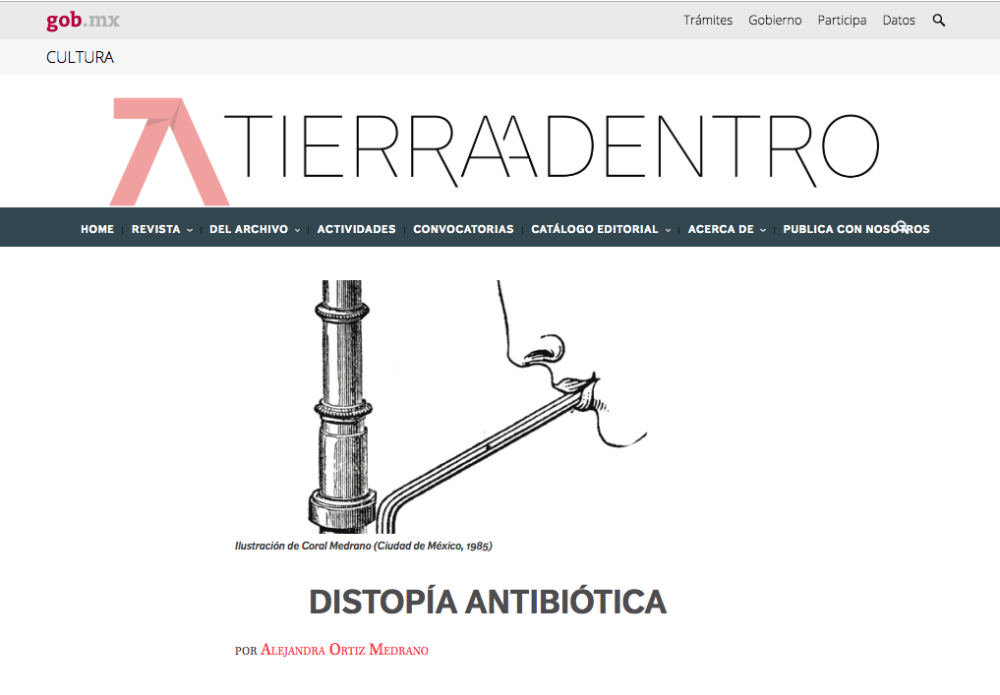 gob.mx
Trámites Gobierno Participa Datos
CULTURA
TIERRAADENTRO
HOME REVISTA DEL ARCHIVO ACTIVIDADES CONVOCATORIAS CATÁLOGO EDITORIAL ACERCA DE PUBLICA CON NOSOTROS
Ilustración de Coral Medrano (Ciudad de México, 1985)
DISTOPÍA ANTIBIÓTICA
POR ALEJANDRA ORTIZ MEDRANO